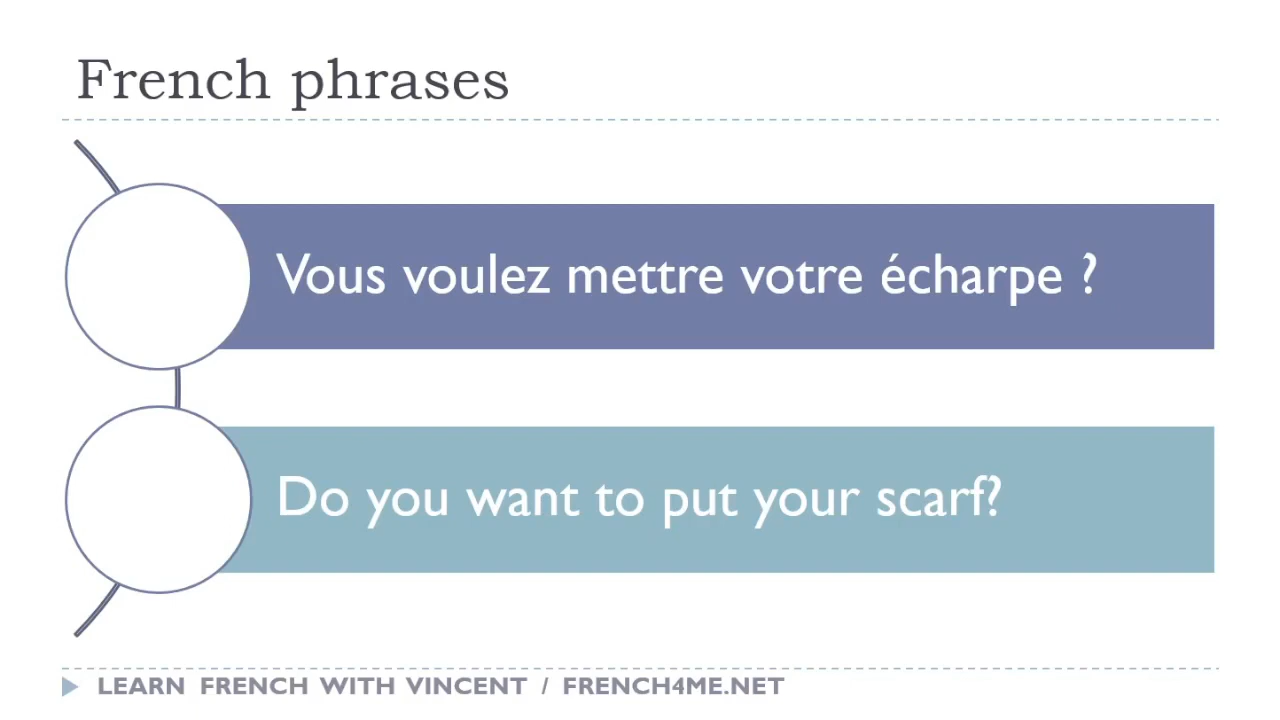 French phrases
Vous voulez mettre votre écharpe ?
Do you want to put your scarf?
LEARN FRENCH WITH VINCENT / FRENCH4ME.NET